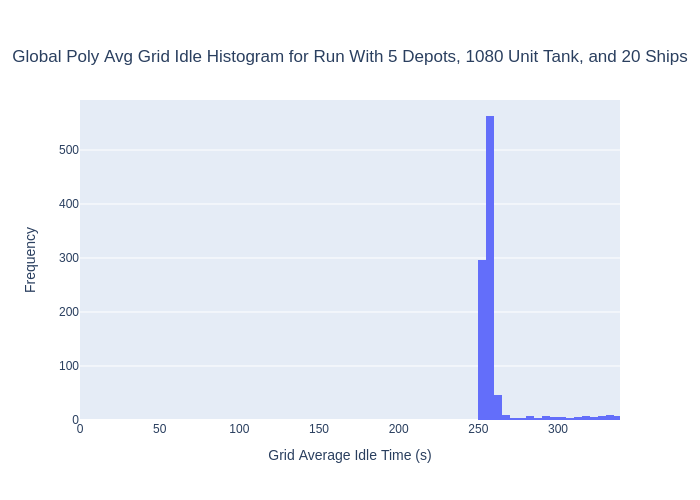 Global Poly Avg Grid Idle Histogram for Run With 5 Depots, 1080 Unit Tank, and 20 Ships
500
400
300
200
100
0
Frequency
0 50 100 150 200 250 300
Grid Average Idle Time (s)